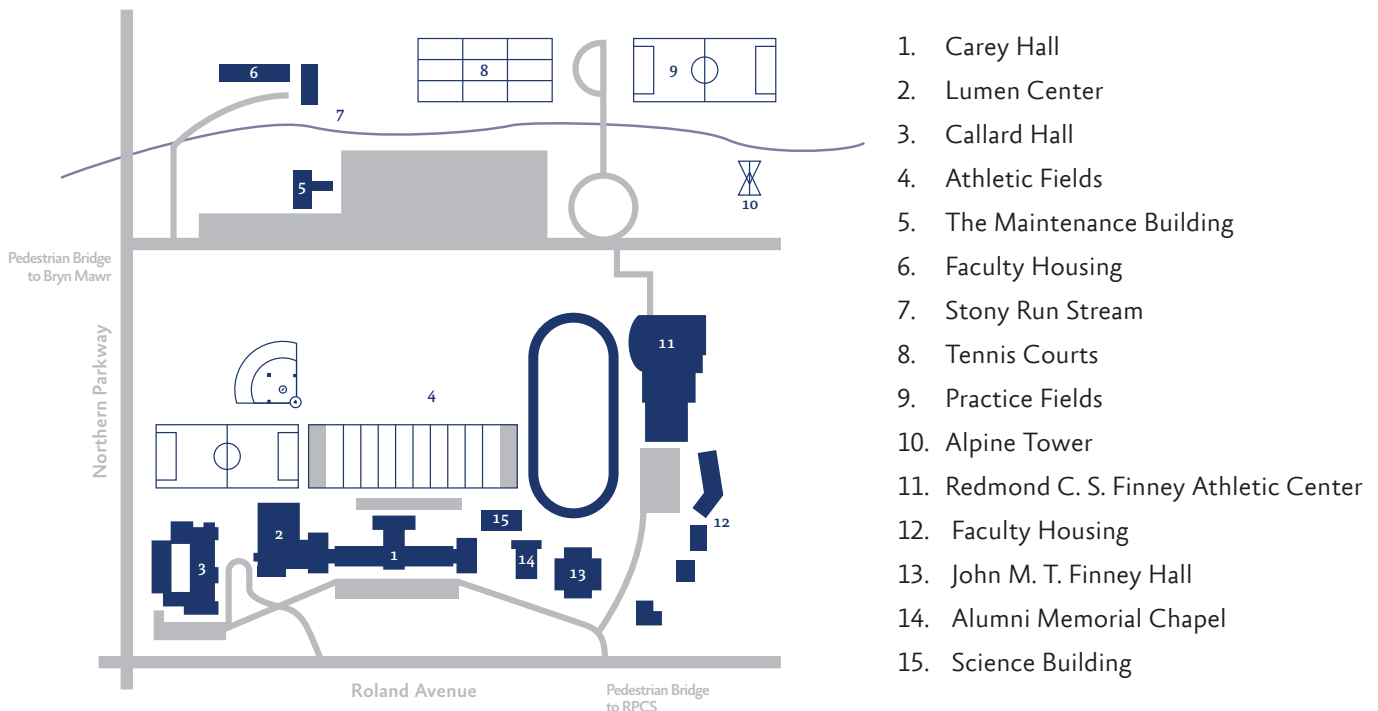 6
7
8
9
5
10
Pedestrian Bridge
to Bryn Mawr
Northern Parkway
11
4
12
15
2
1
14
3
13
Roland Avenue
Pedestrian Bridge
to RPCS
1. Carey Hall
2. Lumen Center
3. Callard Hall
4. Athletic Fields
5. The Maintenance Building
6. Faculty Housing
7. Stony Run Stream
8. Tennis Courts
9. Practice Fields
10. Alpine Tower
11. Redmond C. S. Finney Athletic Center
12. Faculty Housing
13. John M. T. Finney Hall
14. Alumni Memorial Chapel
15. Science Building